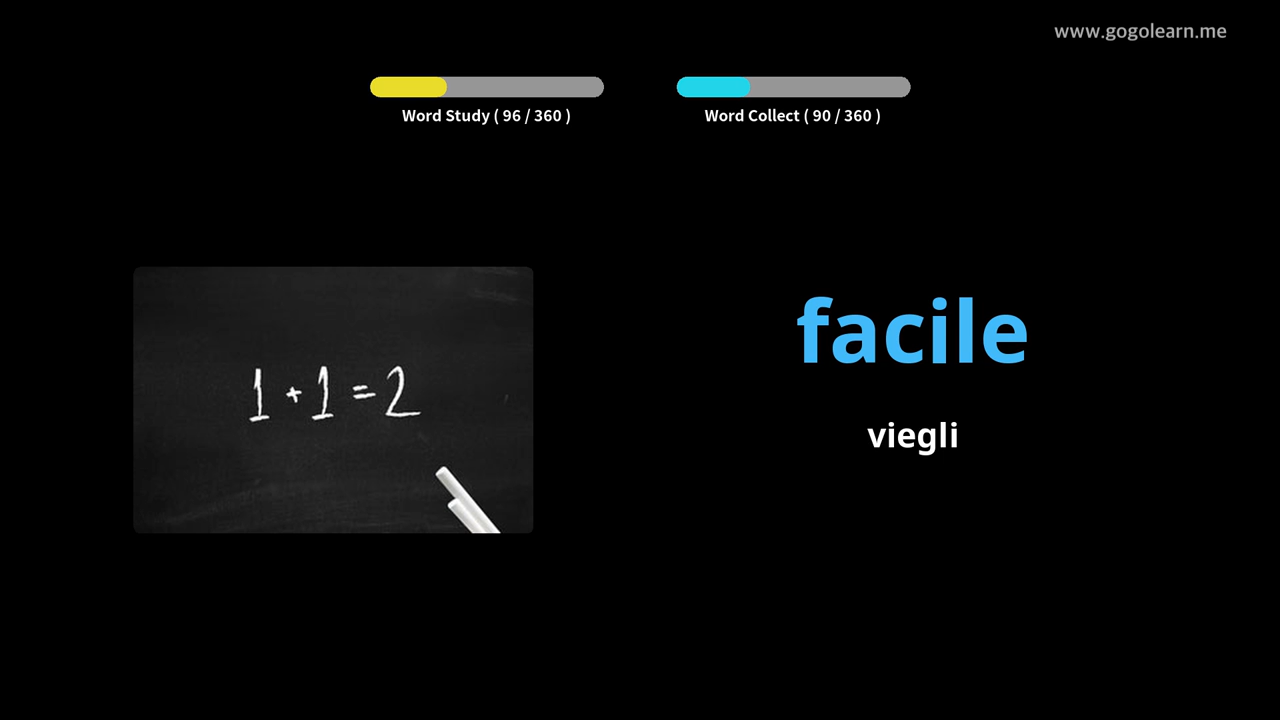 www.gogolearn.me
Word Study ( 96 / 360 )
Word Collect ( 90 / 360 )
1 + 1 = 2
facile
viegli